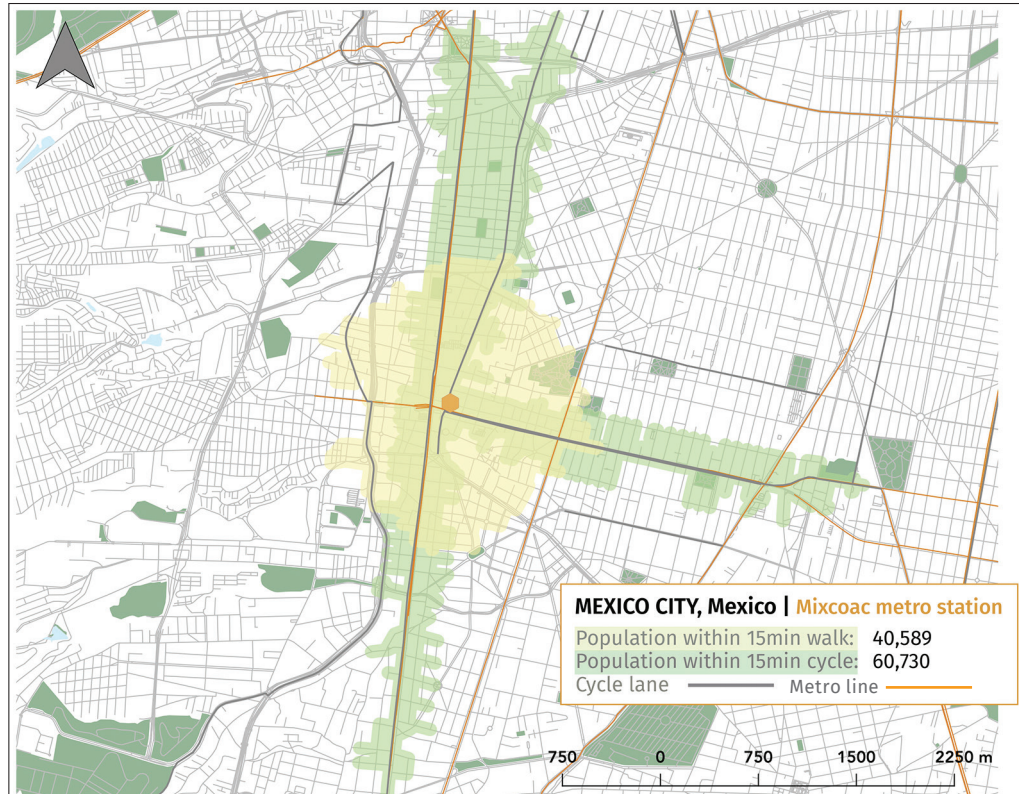 MEXICO CITY, Mexico | Mixcoac metro station
Population within 15min walk: 40,589
Population within 15min cycle: 60,730
Cycle lane Metro line
750 0 750 1500 2250 m